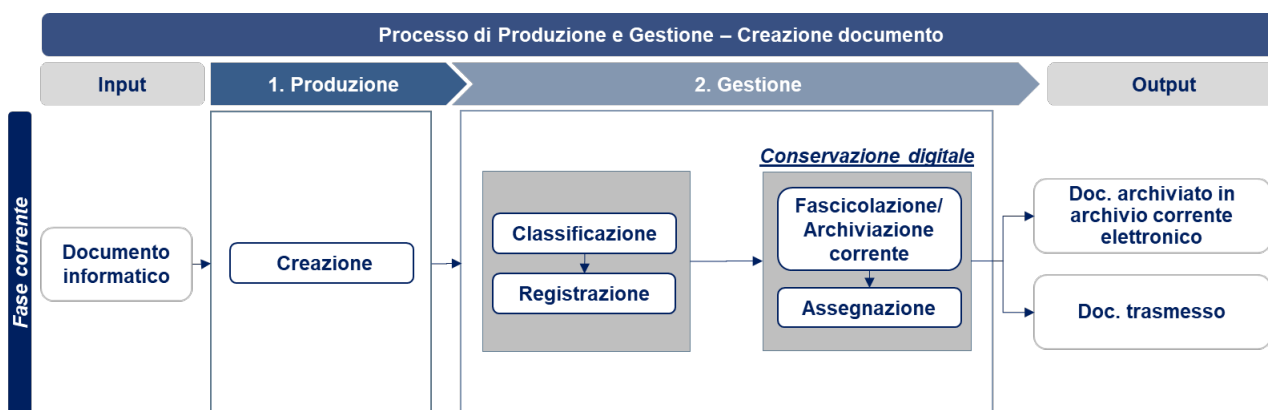 Processo di Produzione e Gestione – Creazione documento
Input
1. Produzione
2. Gestione
Output
Fase corrente
Documento
informatico
Creazione
Classificazione
Registrazione
Conservazione digitale
Fascicolazione/
Archiviazione
corrente
Assegnazione
Doc. archiviato in
archivio corrente
elettronico
Doc. trasmesso